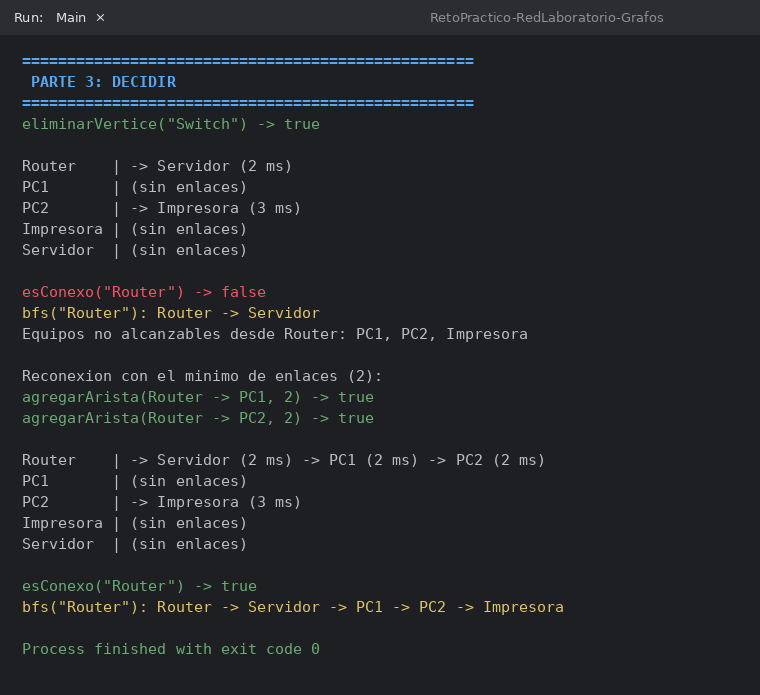 Run: Main ✕ RetoPractico-RedLaboratorio-Grafos
==================================================
PARTE 3: DECIDIR
==================================================
eliminarVertice("Switch") -> true
Router    | -> Servidor (2 ms)
PC1       | (sin enlaces)
PC2       | -> Impresora (3 ms)
Impresora | (sin enlaces)
Servidor  | (sin enlaces)
esConexo("Router") -> false
bfs("Router"): Router -> Servidor
Equipos no alcanzables desde Router: PC1, PC2, Impresora
Reconexion con el minimo de enlaces (2):
agregarArista(Router -> PC1, 2) -> true
agregarArista(Router -> PC2, 2) -> true
Router    | -> Servidor (2 ms) -> PC1 (2 ms) -> PC2 (2 ms)
PC1       | (sin enlaces)
PC2       | -> Impresora (3 ms)
Impresora | (sin enlaces)
Servidor  | (sin enlaces)
esConexo("Router") -> true
bfs("Router"): Router -> Servidor -> PC1 -> PC2 -> Impresora
Process finished with exit code 0